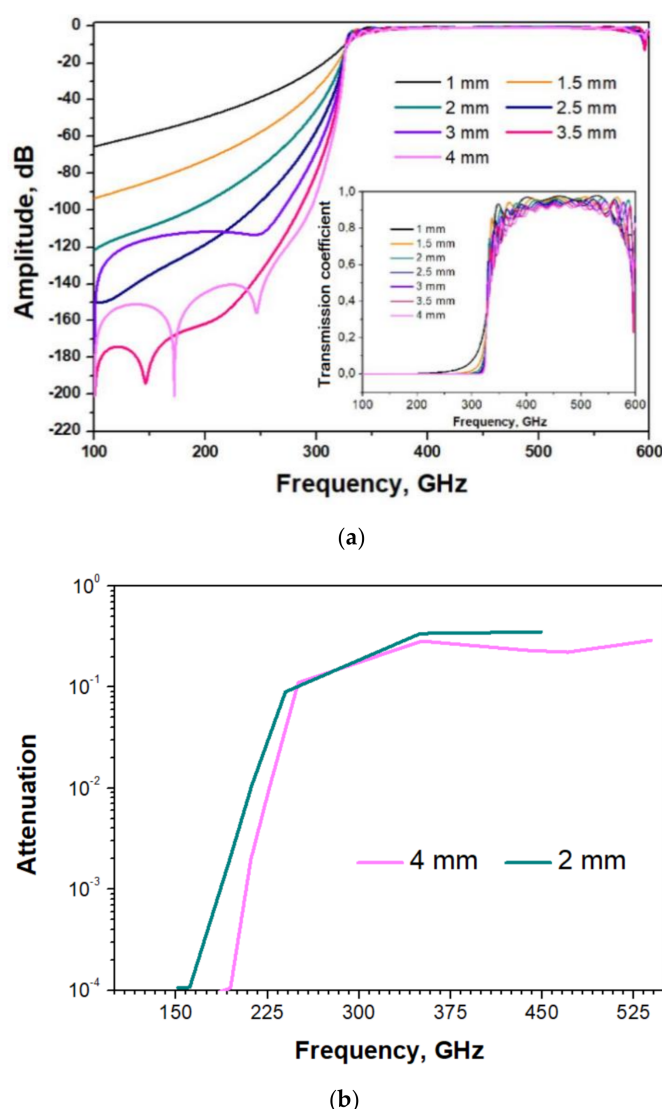 0
-20
-40
-60
-80
-100
-120
-140
-160
-180
-200
-220
Amplitude, dB
1 mm 1.5 mm
2 mm 2.5 mm
3 mm 3.5 mm
4 mm
1,0
0,8
0,6
0,4
0,2
0,0
Transmission coefficient
1 mm
1.5 mm
2 mm
2.5 mm
3 mm
3.5 mm
4 mm
100 200 300 400 500 600
Frequency, GHz
100 200 300 400 500 600
Frequency, GHz
(a)
10^0
10^-1
10^-2
10^-3
10^-4
Attenuation
4 mm 2 mm
150 225 300 375 450 525
Frequency, GHz
(b)